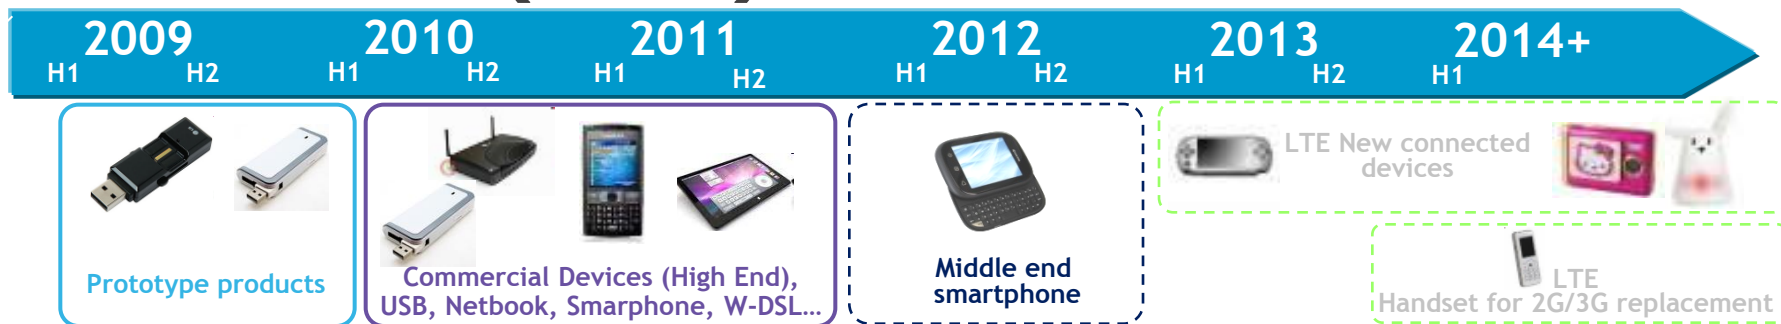 2009
H1 H2
2010
H1 H2
2011
H1 H2
2012
H1 H2
2013
H1 H2
2014+
H1
Prototype products
Commercial Devices (High End),
USB, Netbook, Smarphone, W-DSL...
Middle end
smartphone
LTE New connected
devices
LTE
Handset for 2G/3G replacement